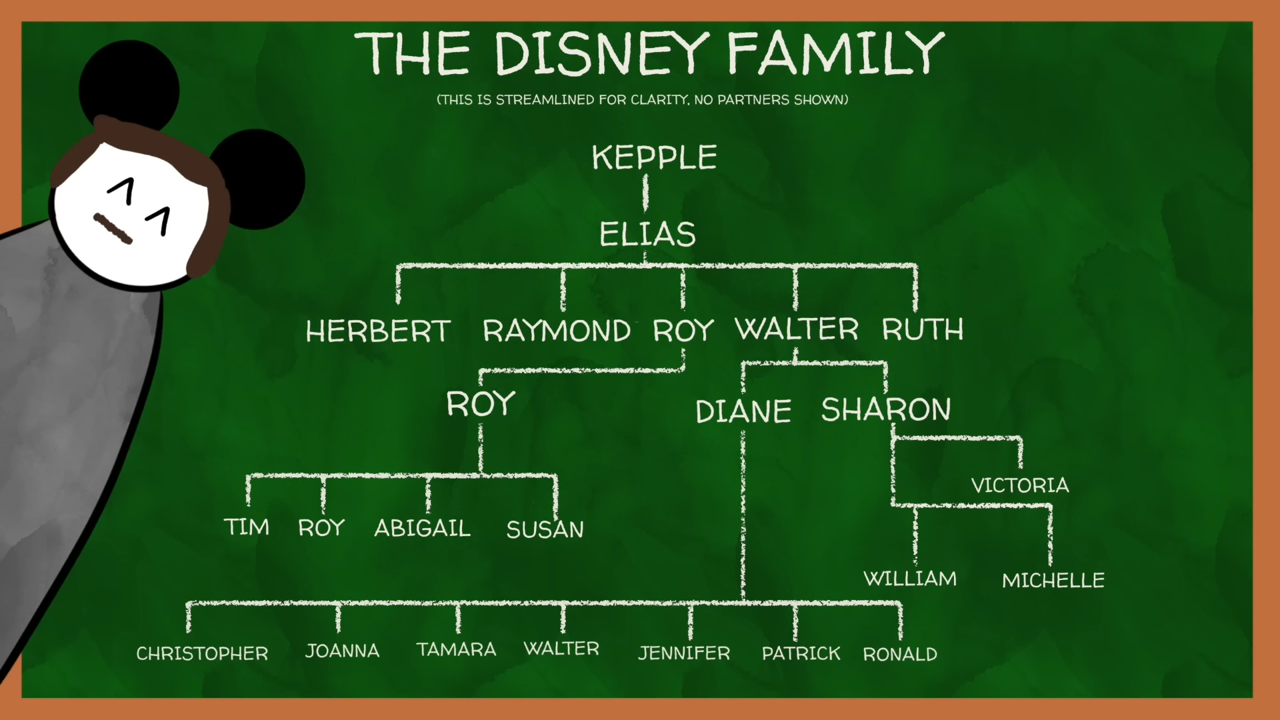 THE DISNEY FAMILY
(THIS IS STREAMLINED FOR CLARITY, NO PARTNERS SHOWN)
KEPPLE
ELIAS
HERBERT RAYMOND ROY WALTER RUTH
ROY DIANE SHARON
VICTORIA
TIM ROY ABIGAIL SUSAN
WILLIAM MICHELLE
CHRISTOPHER JOANNA TAMARA WALTER JENNIFER PATRICK RONALD